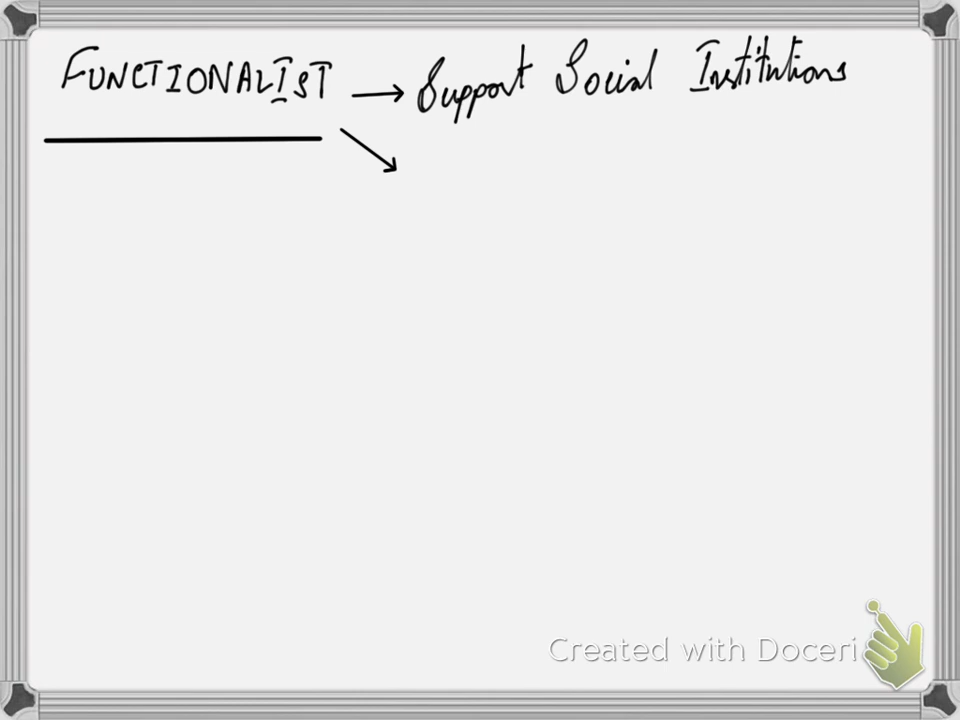 FUNCTIONALIST → Support Social Institutions
Created with Doceri